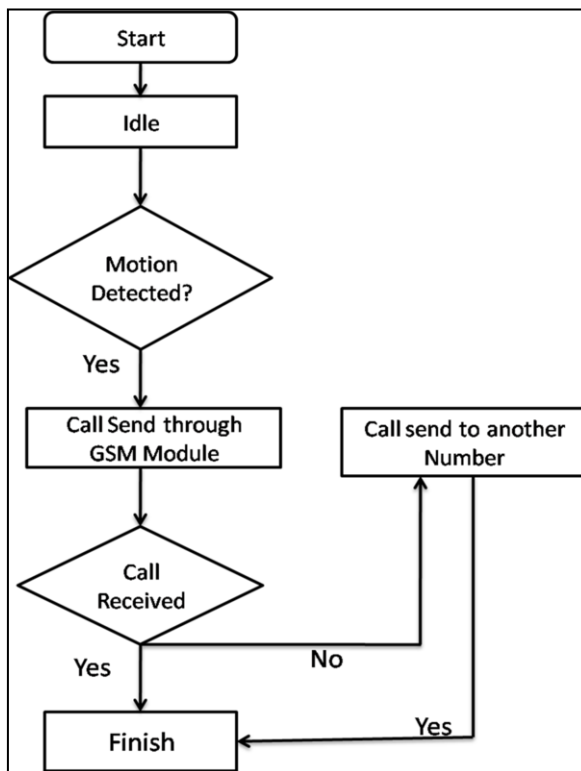 Start
Idle
Motion
Detected?
Yes
Call Send through
GSM Module
Call send to another
Number
Call
Received
Yes
No
Yes
Finish